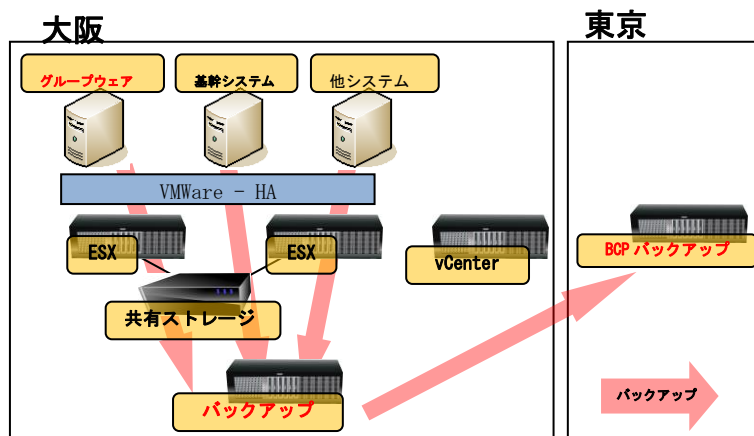 大阪
東京
グループウェア
基幹システム
他システム
VMWare - HA
ESX
ESX
vCenter
BCP バックアップ
共有ストレージ
バックアップ
バックアップ